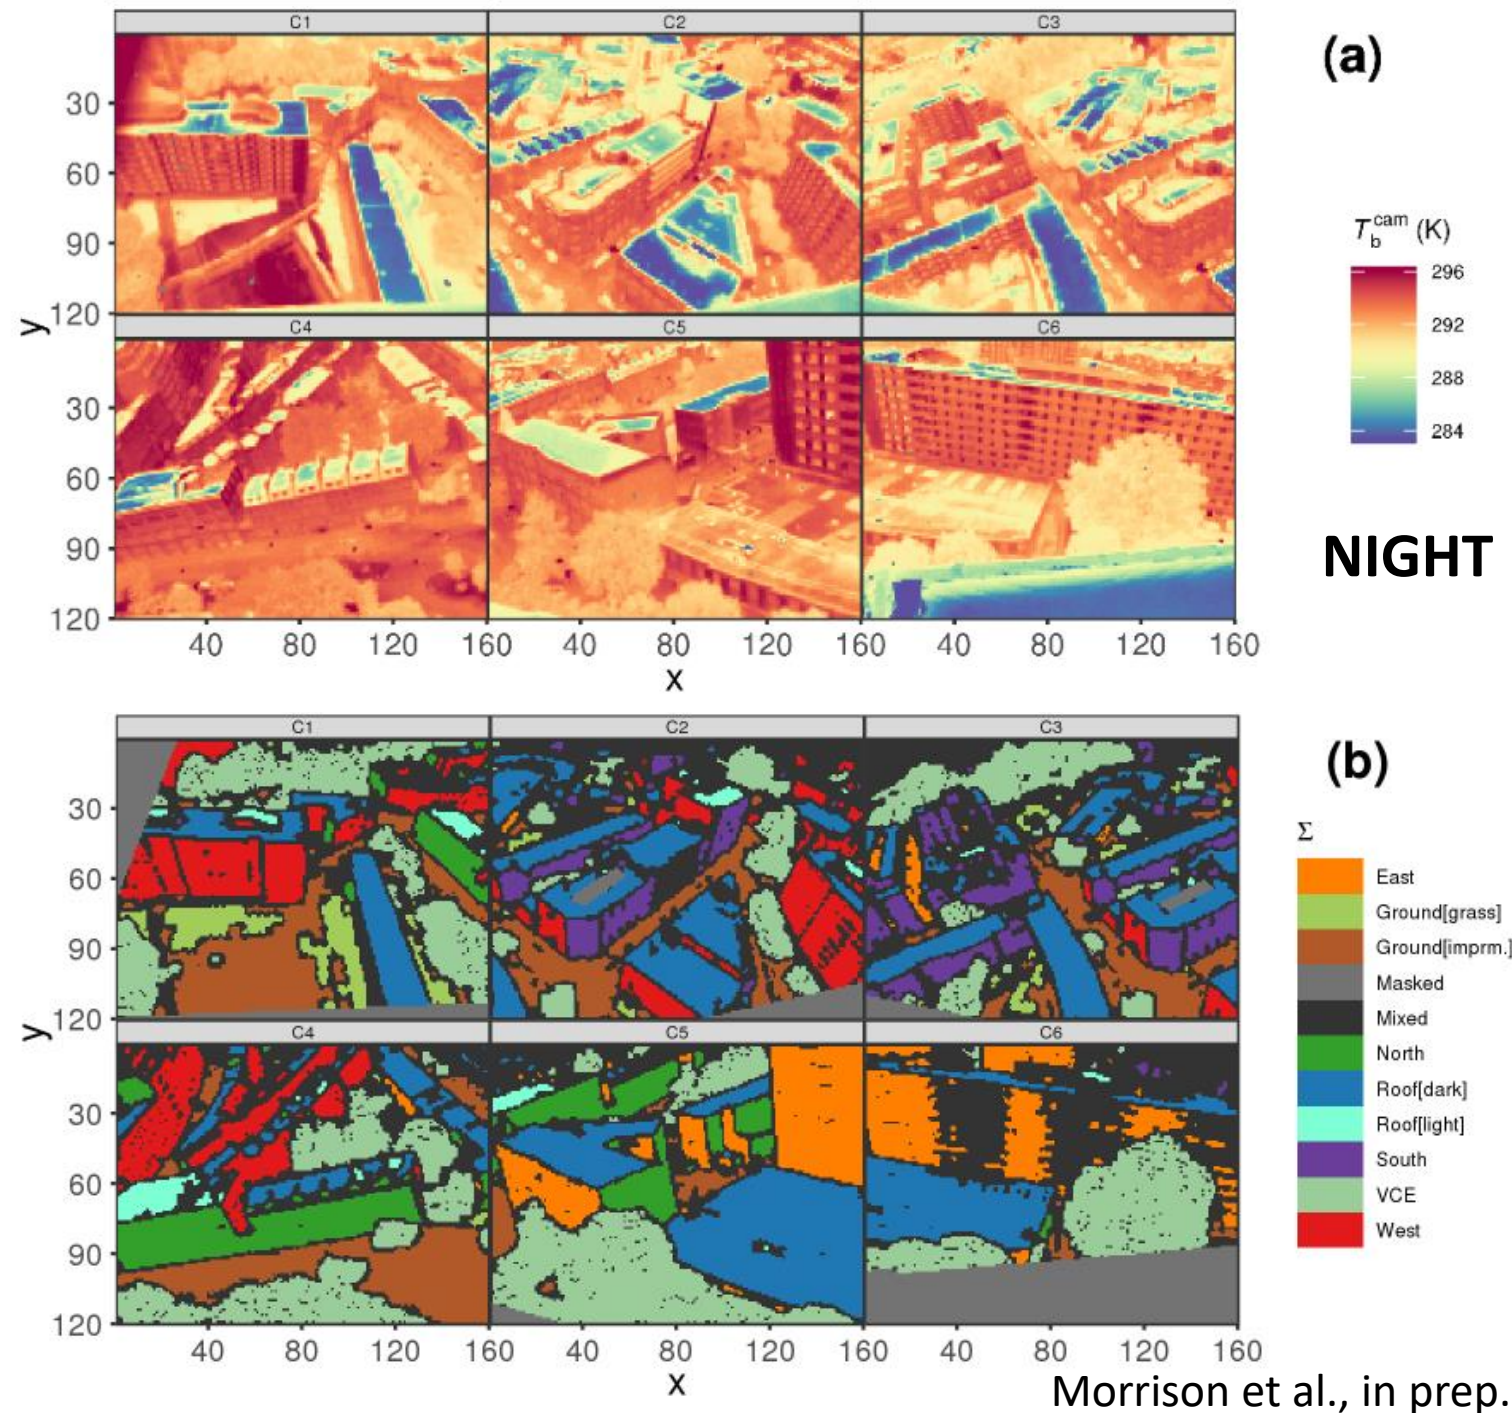 C1 C2 C3
(a)
30
60
90
120
y
T_b^cam (K)
296
292
288
284
C4 C5 C6
30
60
90
120
NIGHT
40 80 120 160 40 80 120 160 40 80 120 160
x
C1 C2 C3
(b)
30
60
90
120
y
Σ
East
Ground[grass]
Ground[imprm.]
Masked
Mixed
North
Roof[dark]
Roof[light]
South
VCE
West
C4 C5 C6
30
60
90
120
40 80 120 160 40 80 120 160 40 80 120 160
x
Morrison et al., in prep.